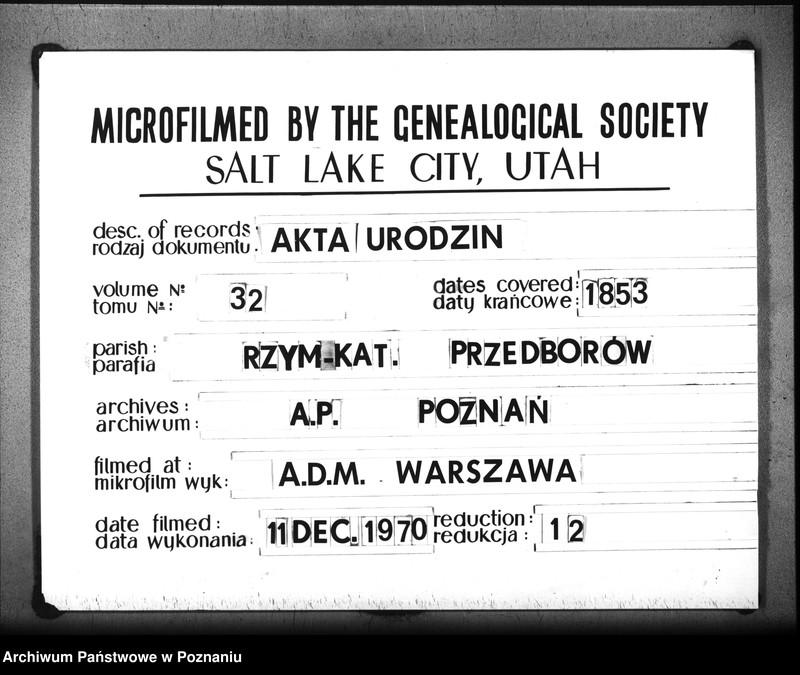 MICROFILMED BY THE GENEALOGICAL SOCIETY
SALT LAKE CITY, UTAH
desc. of records: AKTA URODZIN
rodzaj dokumentu:
volume №: 32
tomu №:
dates covered: 1853
daty krańcowe:
parish: RZYM-KAT. PRZEDBORÓW
parafia
archives: A.P. POZNAŃ
archiwum:
filmed at: A.D.M. WARSZAWA
mikrofilm wyk:
date filmed: 11 DEC. 1970
data wykonania:
reduction: 12
redukcja:
Archiwum Państwowe w Poznaniu